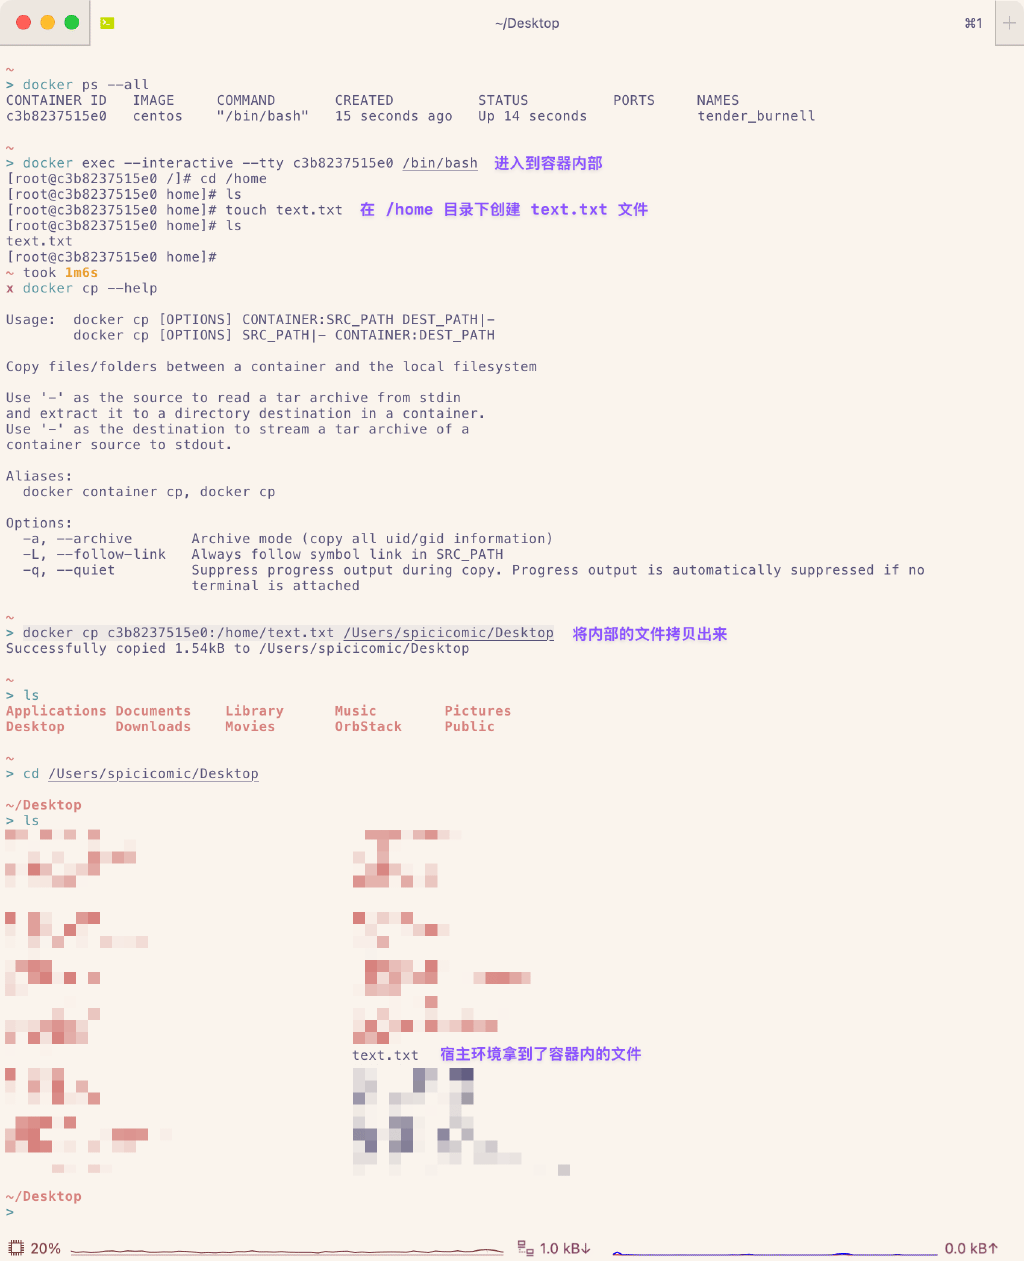 ~/Desktop
⌘1
~
> docker ps --all
CONTAINER ID   IMAGE     COMMAND       CREATED          STATUS          PORTS     NAMES
c3b8237515e0   centos    "/bin/bash"   15 seconds ago   Up 14 seconds             tender_burnell
~
> docker exec --interactive --tty c3b8237515e0 /bin/bash  进入到容器内部
[root@c3b8237515e0 /]# cd /home
[root@c3b8237515e0 home]# ls
[root@c3b8237515e0 home]# touch text.txt  在 /home 目录下创建 text.txt 文件
[root@c3b8237515e0 home]# ls
text.txt
[root@c3b8237515e0 home]#
~ took 1m6s
x docker cp --help
Usage:  docker cp [OPTIONS] CONTAINER:SRC_PATH DEST_PATH|-
        docker cp [OPTIONS] SRC_PATH|- CONTAINER:DEST_PATH
Copy files/folders between a container and the local filesystem
Use '-' as the source to read a tar archive from stdin
and extract it to a directory destination in a container.
Use '-' as the destination to stream a tar archive of a
container source to stdout.
Aliases:
  docker container cp, docker cp
Options:
  -a, --archive       Archive mode (copy all uid/gid information)
  -L, --follow-link   Always follow symbol link in SRC_PATH
  -q, --quiet         Suppress progress output during copy. Progress output is automatically suppressed if no
                      terminal is attached
~
> docker cp c3b8237515e0:/home/text.txt /Users/spicicomic/Desktop  将内部的文件拷贝出来
Successfully copied 1.54kB to /Users/spicicomic/Desktop
~
> ls
Applications Documents    Library      Music        Pictures
Desktop      Downloads    Movies       OrbStack     Public
~
> cd /Users/spicicomic/Desktop
~/Desktop
> ls
text.txt  宿主环境拿到了容器内的文件
~/Desktop
>
20%  1.0 kB↓  0.0 kB↑